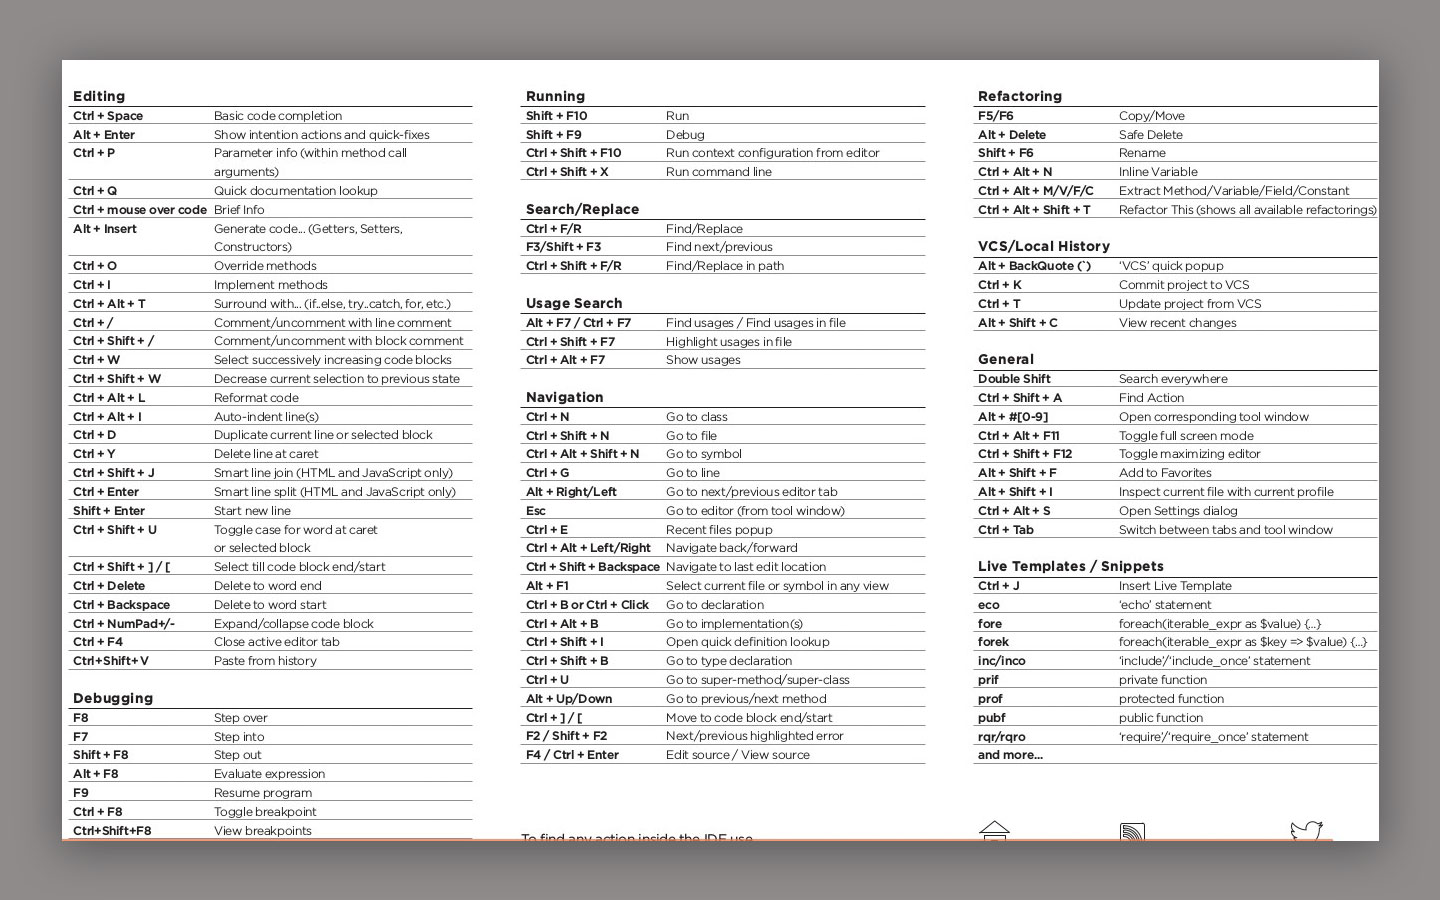 Editing
Ctrl + Space Basic code completion
Alt + Enter Show intention actions and quick-fixes
Ctrl + P Parameter info (within method call
arguments)
Ctrl + Q Quick documentation lookup
Ctrl + mouse over code Brief Info
Alt + Insert Generate code... (Getters, Setters,
Constructors)
Ctrl + O Override methods
Ctrl + I Implement methods
Ctrl + Alt + T Surround with... (if..else, try..catch, for, etc.)
Ctrl + / Comment/uncomment with line comment
Ctrl + Shift + / Comment/uncomment with block comment
Ctrl + W Select successively increasing code blocks
Ctrl + Shift + W Decrease current selection to previous state
Ctrl + Alt + L Reformat code
Ctrl + Alt + I Auto-indent line(s)
Ctrl + D Duplicate current line or selected block
Ctrl + Y Delete line at caret
Ctrl + Shift + J Smart line join (HTML and JavaScript only)
Ctrl + Enter Smart line split (HTML and JavaScript only)
Shift + Enter Start new line
Ctrl + Shift + U Toggle case for word at caret
or selected block
Ctrl + Shift + ] / [ Select till code block end/start
Ctrl + Delete Delete to word end
Ctrl + Backspace Delete to word start
Ctrl + NumPad+/- Expand/collapse code block
Ctrl + F4 Close active editor tab
Ctrl+Shift+V Paste from history
Debugging
F8 Step over
F7 Step into
Shift + F8 Step out
Alt + F8 Evaluate expression
F9 Resume program
Ctrl + F8 Toggle breakpoint
Ctrl+Shift+F8 View breakpoints
Running
Shift + F10 Run
Shift + F9 Debug
Ctrl + Shift + F10 Run context configuration from editor
Ctrl + Shift + X Run command line
Search/Replace
Ctrl + F/R Find/Replace
F3/Shift + F3 Find next/previous
Ctrl + Shift + F/R Find/Replace in path
Usage Search
Alt + F7 / Ctrl + F7 Find usages / Find usages in file
Ctrl + Shift + F7 Highlight usages in file
Ctrl + Alt + F7 Show usages
Navigation
Ctrl + N Go to class
Ctrl + Shift + N Go to file
Ctrl + Alt + Shift + N Go to symbol
Ctrl + G Go to line
Alt + Right/Left Go to next/previous editor tab
Esc Go to editor (from tool window)
Ctrl + E Recent files popup
Ctrl + Alt + Left/Right Navigate back/forward
Ctrl + Shift + Backspace Navigate to last edit location
Alt + F1 Select current file or symbol in any view
Ctrl + B or Ctrl + Click Go to declaration
Ctrl + Alt + B Go to implementation(s)
Ctrl + Shift + I Open quick definition lookup
Ctrl + Shift + B Go to type declaration
Ctrl + U Go to super-method/super-class
Alt + Up/Down Go to previous/next method
Ctrl + ] / [ Move to code block end/start
F2 / Shift + F2 Next/previous highlighted error
F4 / Ctrl + Enter Edit source / View source
To find any action inside the IDE use
Refactoring
F5/F6 Copy/Move
Alt + Delete Safe Delete
Shift + F6 Rename
Ctrl + Alt + N Inline Variable
Ctrl + Alt + M/V/F/C Extract Method/Variable/Field/Constant
Ctrl + Alt + Shift + T Refactor This (shows all available refactorings)
VCS/Local History
Alt + BackQuote (`) ‘VCS’ quick popup
Ctrl + K Commit project to VCS
Ctrl + T Update project from VCS
Alt + Shift + C View recent changes
General
Double Shift Search everywhere
Ctrl + Shift + A Find Action
Alt + #[0-9] Open corresponding tool window
Ctrl + Alt + F11 Toggle full screen mode
Ctrl + Shift + F12 Toggle maximizing editor
Alt + Shift + F Add to Favorites
Alt + Shift + I Inspect current file with current profile
Ctrl + Alt + S Open Settings dialog
Ctrl + Tab Switch between tabs and tool window
Live Templates / Snippets
Ctrl + J Insert Live Template
eco ‘echo’ statement
fore foreach(iterable_expr as $value) {...}
forek foreach(iterable_expr as $key => $value) {...}
inc/inco ‘include’/‘include_once’ statement
prif private function
prof protected function
pubf public function
rqr/rqro ‘require’/‘require_once’ statement
and more...